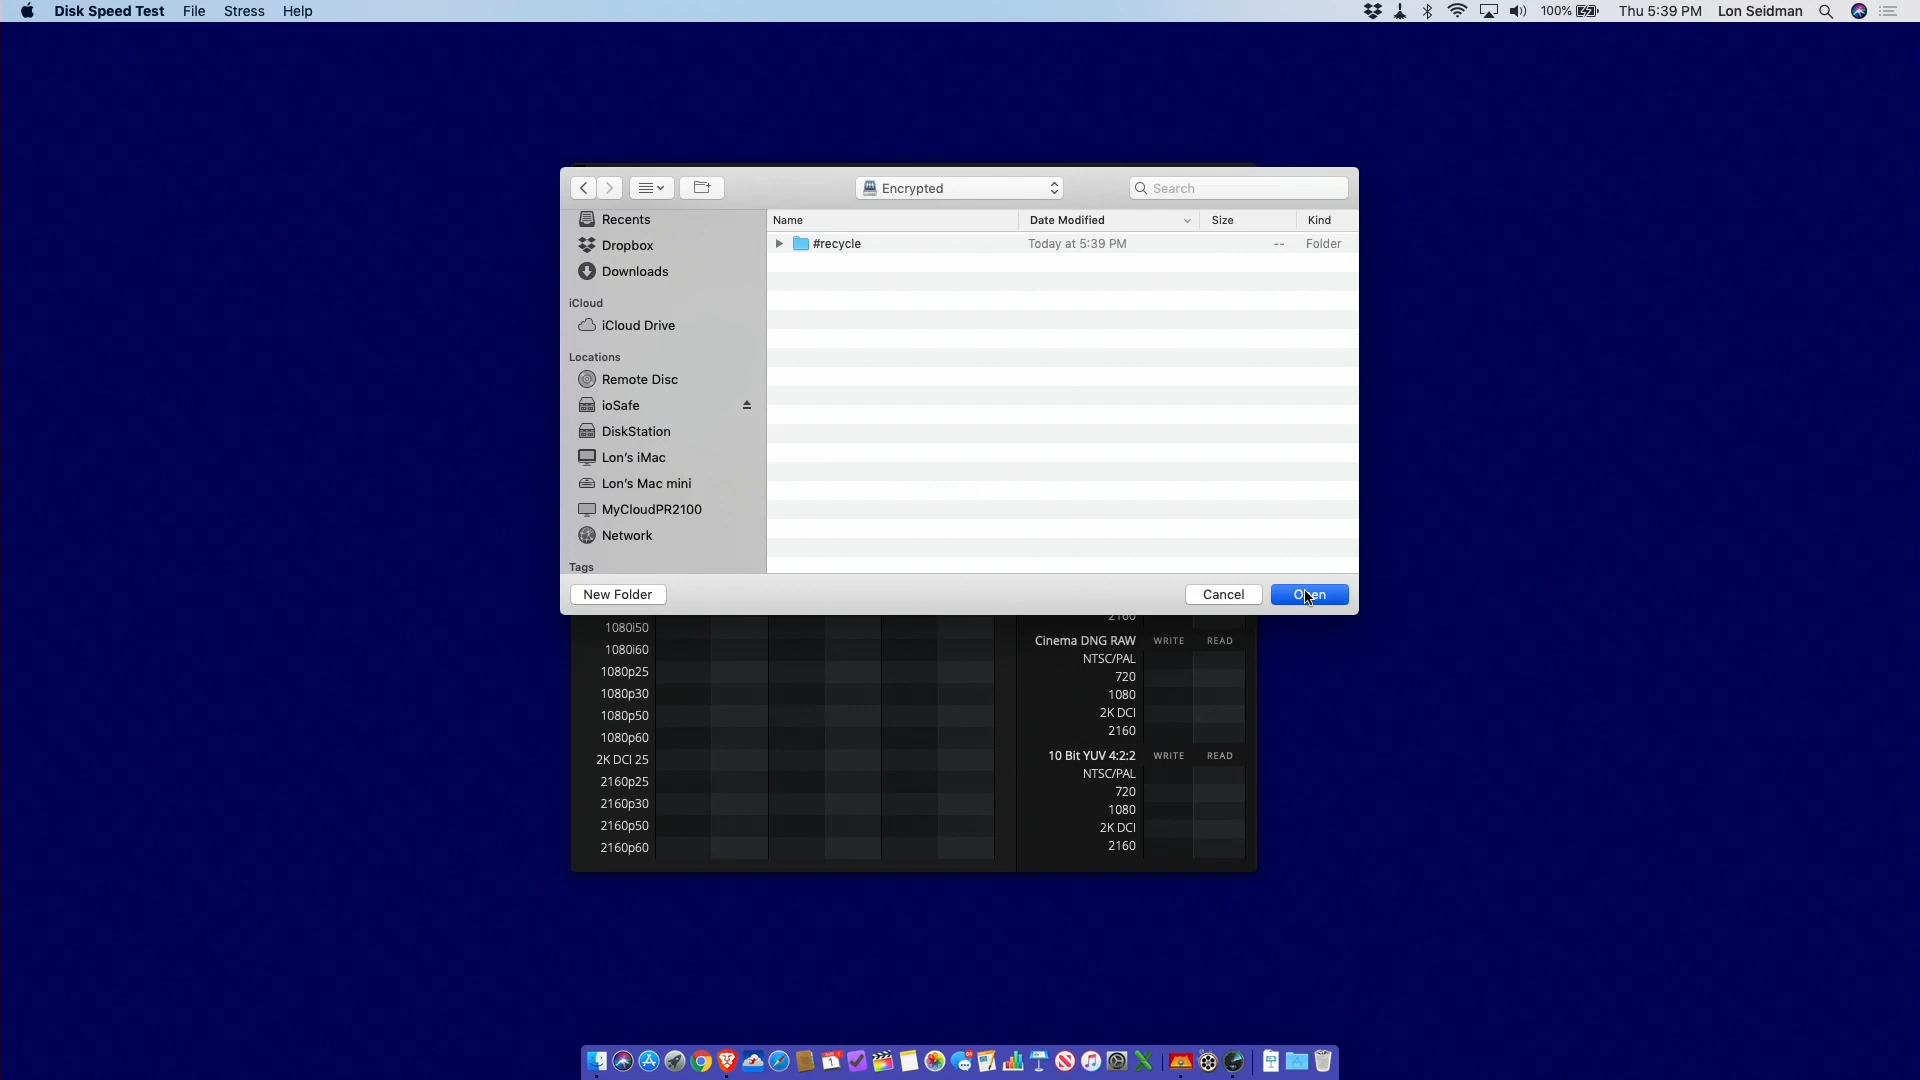 Disk Speed Test File Stress Help 100% Thu 5:39 PM Lon Seidman
Encrypted
Search
Recents
Dropbox
Downloads
iCloud
iCloud Drive
Locations
Remote Disc
ioSafe
DiskStation
Lon's iMac
Lon's Mac mini
MyCloudPR2100
Network
Tags
Name Date Modified Size Kind
#recycle Today at 5:39 PM -- Folder
New Folder Cancel Open
1080i50
1080i60
1080p25
1080p30
1080p50
1080p60
2K DCI 25
2160p25
2160p30
2160p50
2160p60
2160
Cinema DNG RAW WRITE READ
NTSC/PAL
720
1080
2K DCI
2160
10 Bit YUV 4:2:2 WRITE READ
NTSC/PAL
720
1080
2K DCI
2160